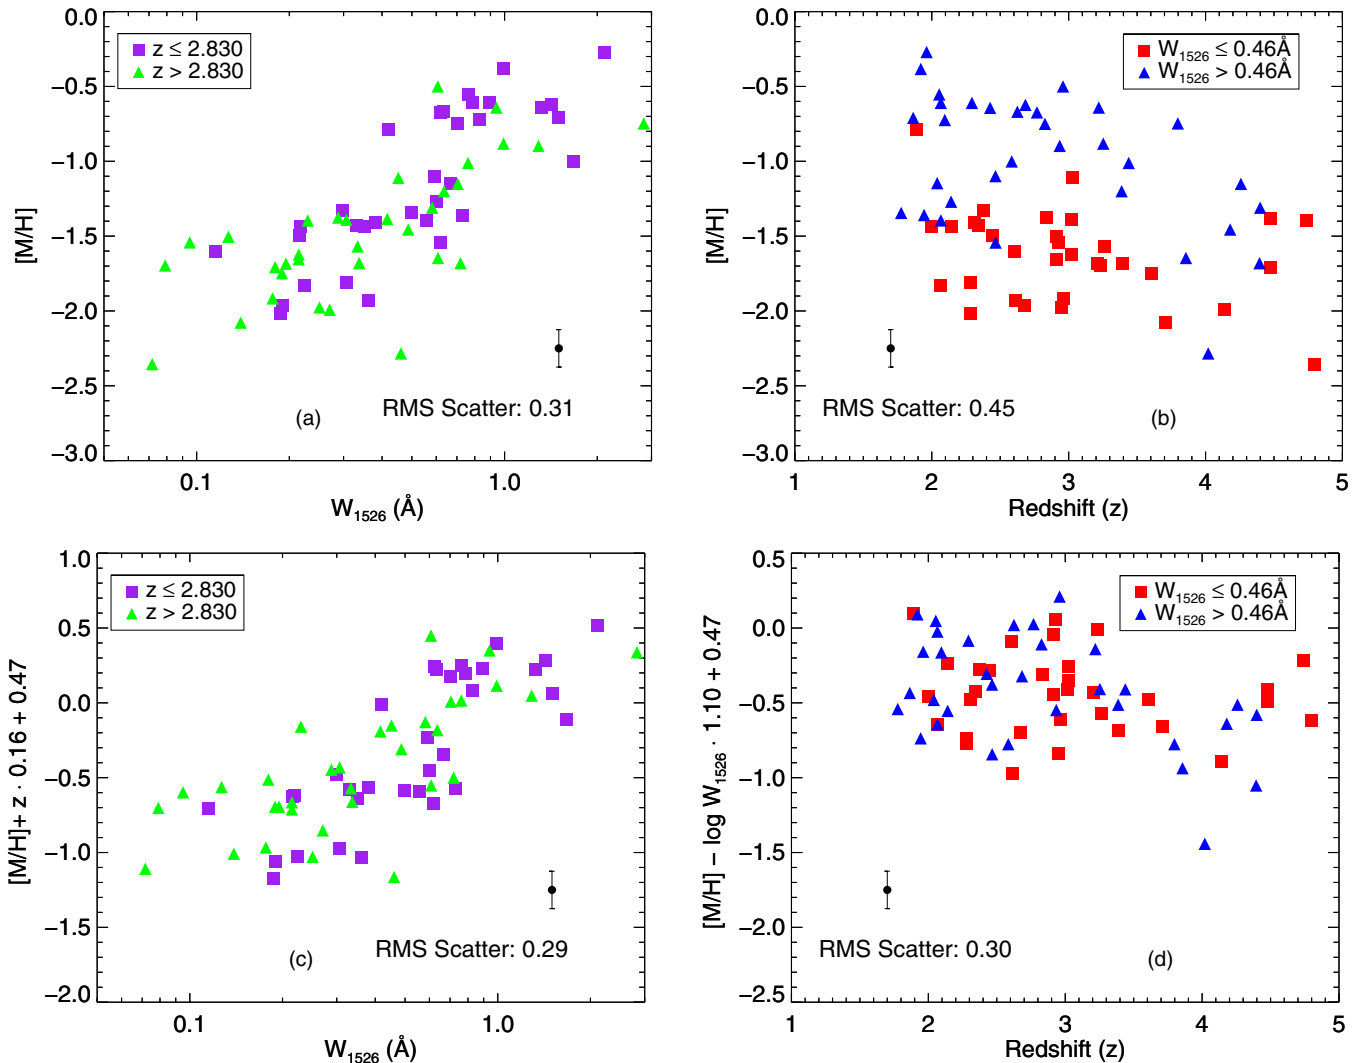 0.0
−0.5
−1.0
−1.5
−2.0
−2.5
−3.0
[M/H]
z ≤ 2.830
z > 2.830
(a)
RMS Scatter: 0.31
0.1
1.0
W1526 (Å)
0.0
−0.5
−1.0
−1.5
−2.0
−2.5
−3.0
[M/H]
W1526 ≤ 0.46Å
W1526 > 0.46Å
RMS Scatter: 0.45
(b)
1
2
3
4
5
Redshift (z)
1.0
0.5
0.0
−0.5
−1.0
−1.5
−2.0
[M/H]+ z · 0.16 + 0.47
z ≤ 2.830
z > 2.830
(c)
RMS Scatter: 0.29
0.1
1.0
W1526 (Å)
0.5
0.0
−0.5
−1.0
−1.5
−2.0
−2.5
[M/H] − log W1526 · 1.10 + 0.47
W1526 ≤ 0.46Å
W1526 > 0.46Å
RMS Scatter: 0.30
(d)
1
2
3
4
5
Redshift (z)